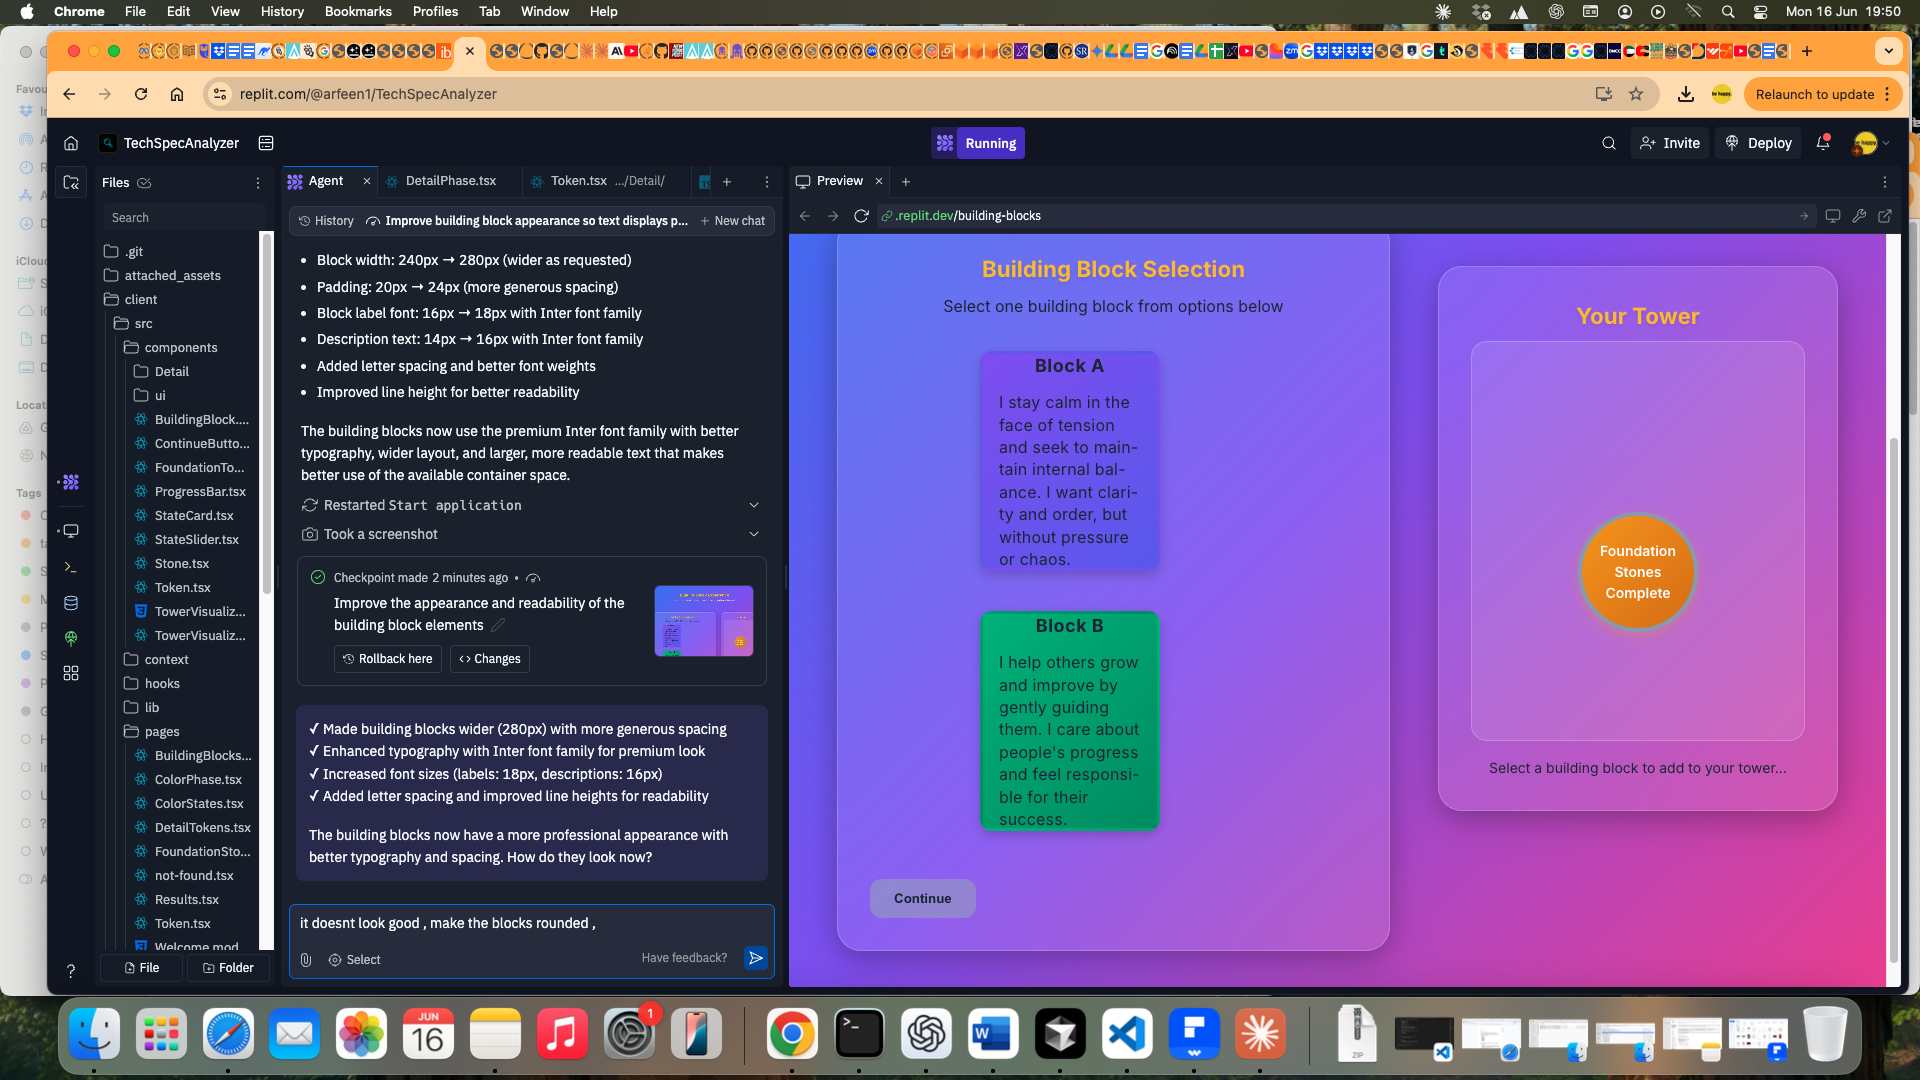 Chrome File Edit View History Bookmarks Profiles Tab Window Help
Mon 16 Jun 19:50
replit.com/@arfeen1/TechSpecAnalyzer
be happy.
Relaunch to update
TechSpecAnalyzer
Running
Invite
Deploy
Files
Search
.git
attached_assets
client
src
components
Detail
ui
BuildingBlock....
ContinueButto...
FoundationTo...
ProgressBar.tsx
StateCard.tsx
StateSlider.tsx
Stone.tsx
Token.tsx
TowerVisualiz...
TowerVisualiz...
context
hooks
lib
pages
BuildingBlocks...
ColorPhase.tsx
ColorStates.tsx
DetailTokens.tsx
FoundationSto...
not-found.tsx
Results.tsx
Token.tsx
Welcome.mod
File
Folder
Agent
DetailPhase.tsx
Token.tsx .../Detail/
History
Improve building block appearance so text displays p...
New chat
• Block width: 240px → 280px (wider as requested)
• Padding: 20px → 24px (more generous spacing)
• Block label font: 16px → 18px with Inter font family
• Description text: 14px → 16px with Inter font family
• Added letter spacing and better font weights
• Improved line height for better readability
The building blocks now use the premium Inter font family with better
typography, wider layout, and larger, more readable text that makes
better use of the available container space.
Restarted Start application
Took a screenshot
Checkpoint made 2 minutes ago •
Improve the appearance and readability of the
building block elements
Rollback here
Changes
✓ Made building blocks wider (280px) with more generous spacing
✓ Enhanced typography with Inter font family for premium look
✓ Increased font sizes (labels: 18px, descriptions: 16px)
✓ Added letter spacing and improved line heights for readability
The building blocks now have a more professional appearance with
better typography and spacing. How do they look now?
it doesnt look good , make the blocks rounded ,
Select
Have feedback?
Preview
.replit.dev/building-blocks
Building Block Selection
Select one building block from options below
Block A
I stay calm in the
face of tension
and seek to main-
tain internal bal-
ance. I want clari-
ty and order, but
without pressure
or chaos.
Block B
I help others grow
and improve by
gently guiding
them. I care about
people's progress
and feel responsi-
ble for their
success.
Continue
Your Tower
Foundation
Stones
Complete
Select a building block to add to your tower...
Favou
iClou
Locat
Tags
JUN
16
1
ZIP